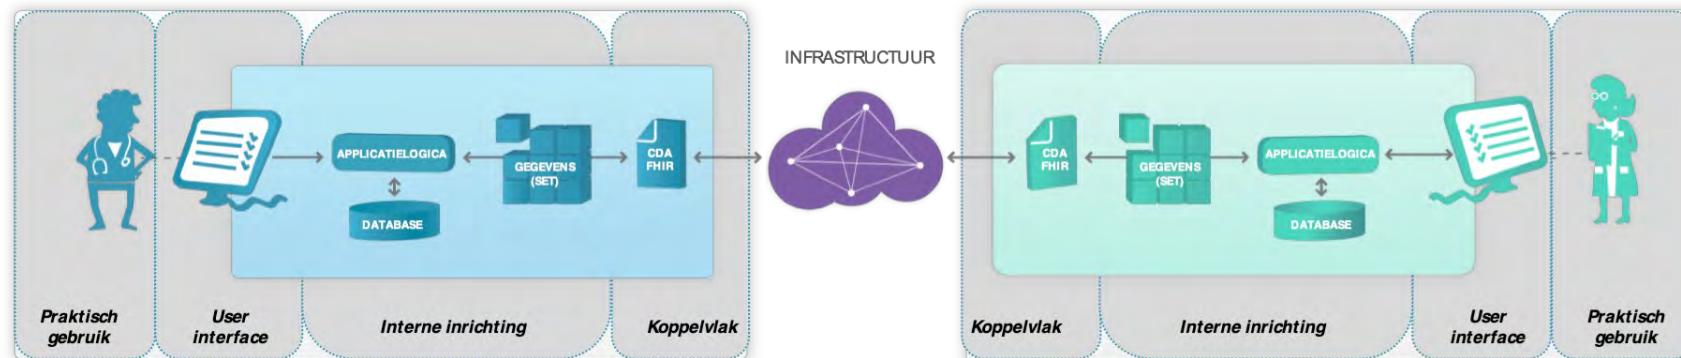 INFRASTRUCTUUR
APPLICATIELOGICA
GEGEVENS
(SET)
CDA
FHIR
DATABASE
CDA
FHIR
GEGEVENS
(SET)
APPLICATIELOGICA
DATABASE
Praktisch
gebruik
User
interface
Interne inrichting
Koppelvlak
Koppelvlak
Interne inrichting
User
interface
Praktisch
gebruik